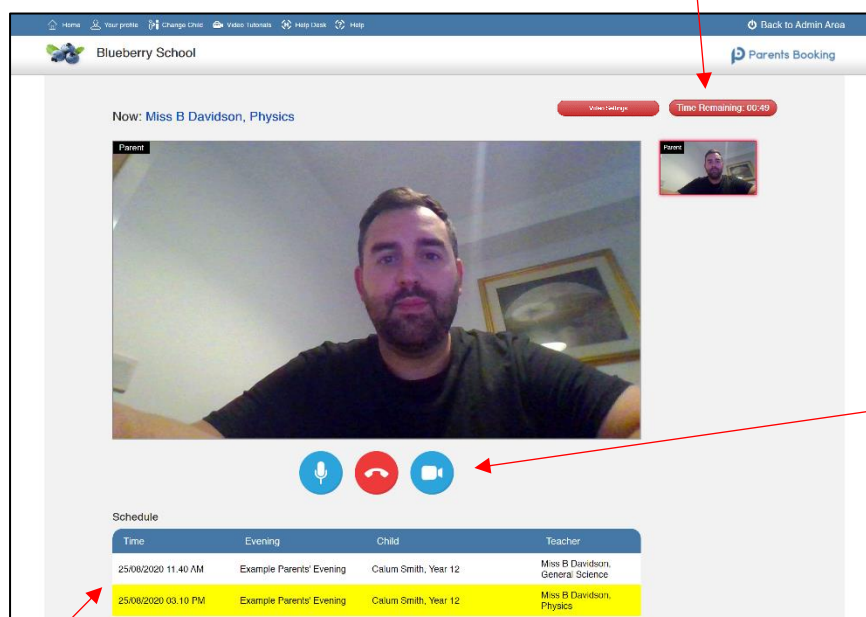 Home Your profile Change Child Video Tutorials Help Desk Help Back to Admin Area
Blueberry School Parents Booking
Now: Miss B Davidson, Physics
Video Settings Time Remaining: 00:49
Parent
Parent
Schedule
Time Evening Child Teacher
25/08/2020 11.40 AM Example Parents' Evening Calum Smith, Year 12 Miss B Davidson,
General Science
25/08/2020 03.10 PM Example Parents' Evening Calum Smith, Year 12 Miss B Davidson,
Physics